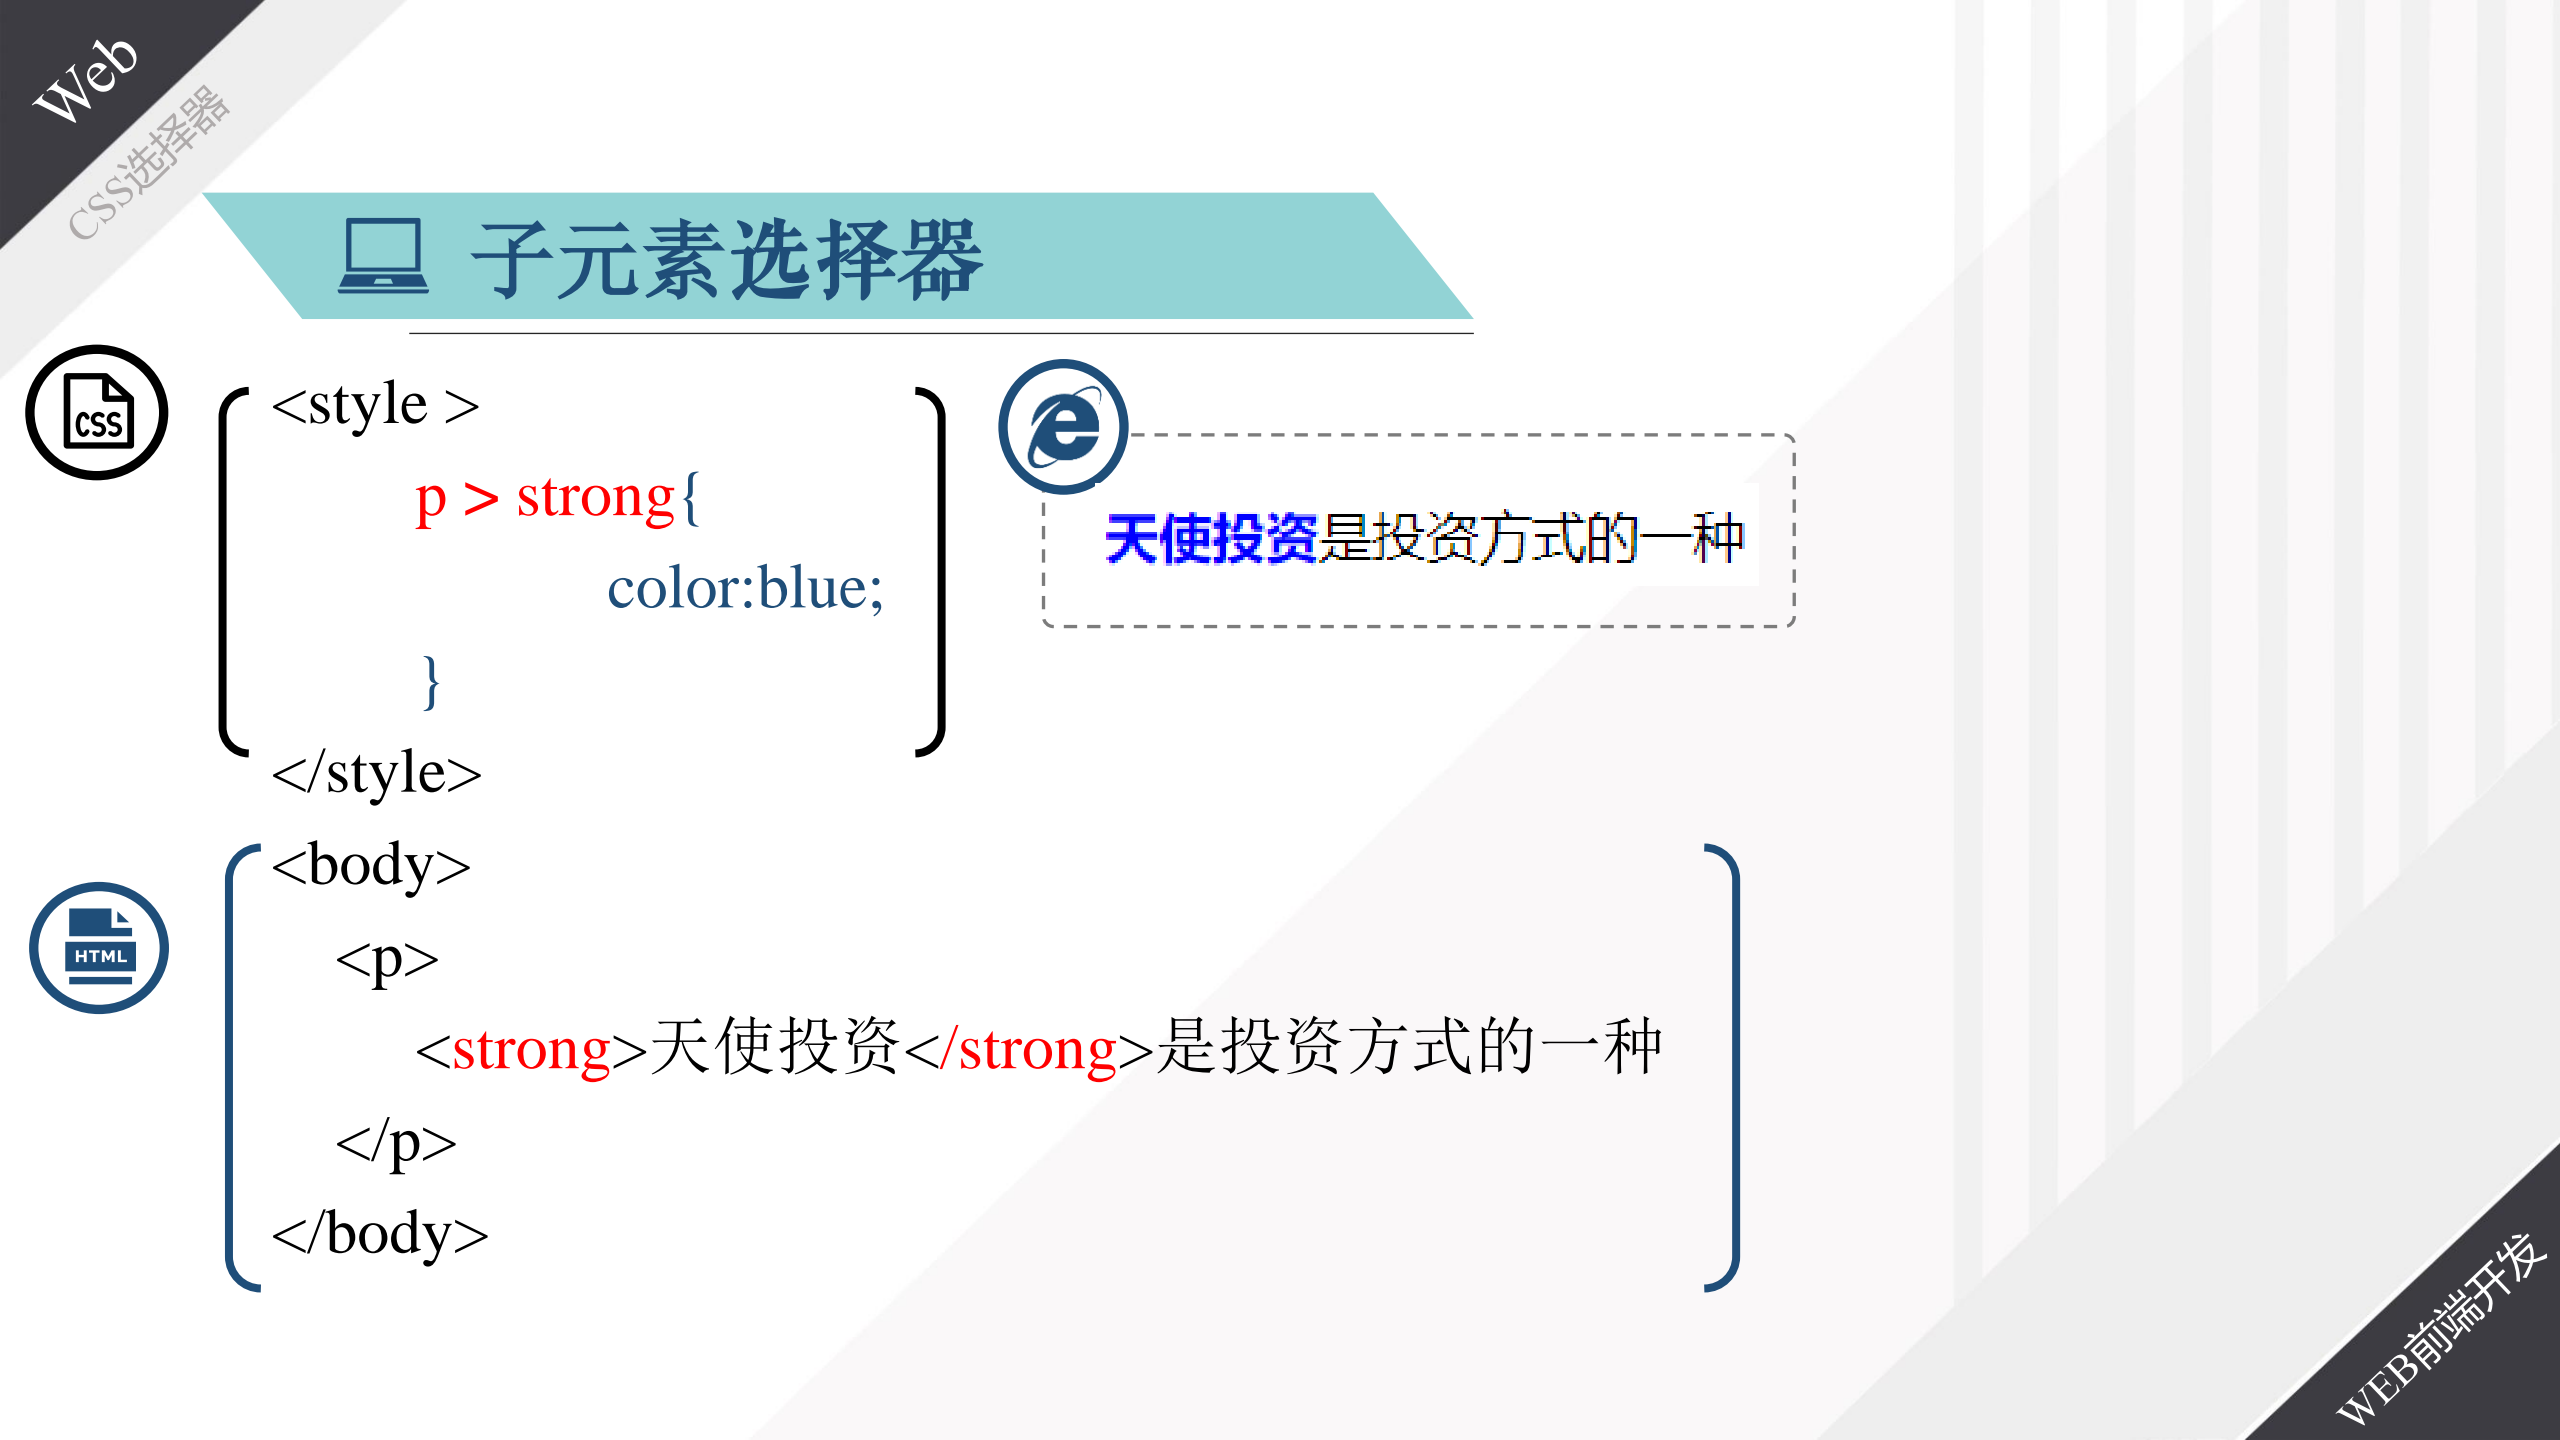 Web
CSS选择器
子元素选择器
CSS
<style >
p > strong{
color:blue;
}
</style>
天使投资是投资方式的一种
HTML
<body>
<p>
<strong>天使投资</strong>是投资方式的一种
</p>
</body>
WEB前端开发